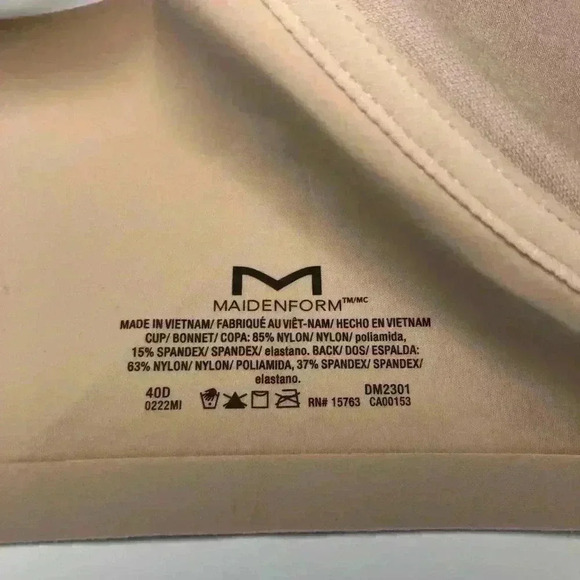 M
MAIDENFORM™/MC
MADE IN VIETNAM/ FABRIQUÉ AU VIÊT-NAM/ HECHO EN VIETNAM
CUP/ BONNET/ COPA: 85% NYLON/ NYLON/ poliamida,
15% SPANDEX/ SPANDEX/ elastano. BACK/ DOS/ ESPALDA:
63% NYLON/ NYLON/ POLIAMIDA, 37% SPANDEX/ SPANDEX/
elastano.
40D DM2301
0222MI RN# 15763 CA00153